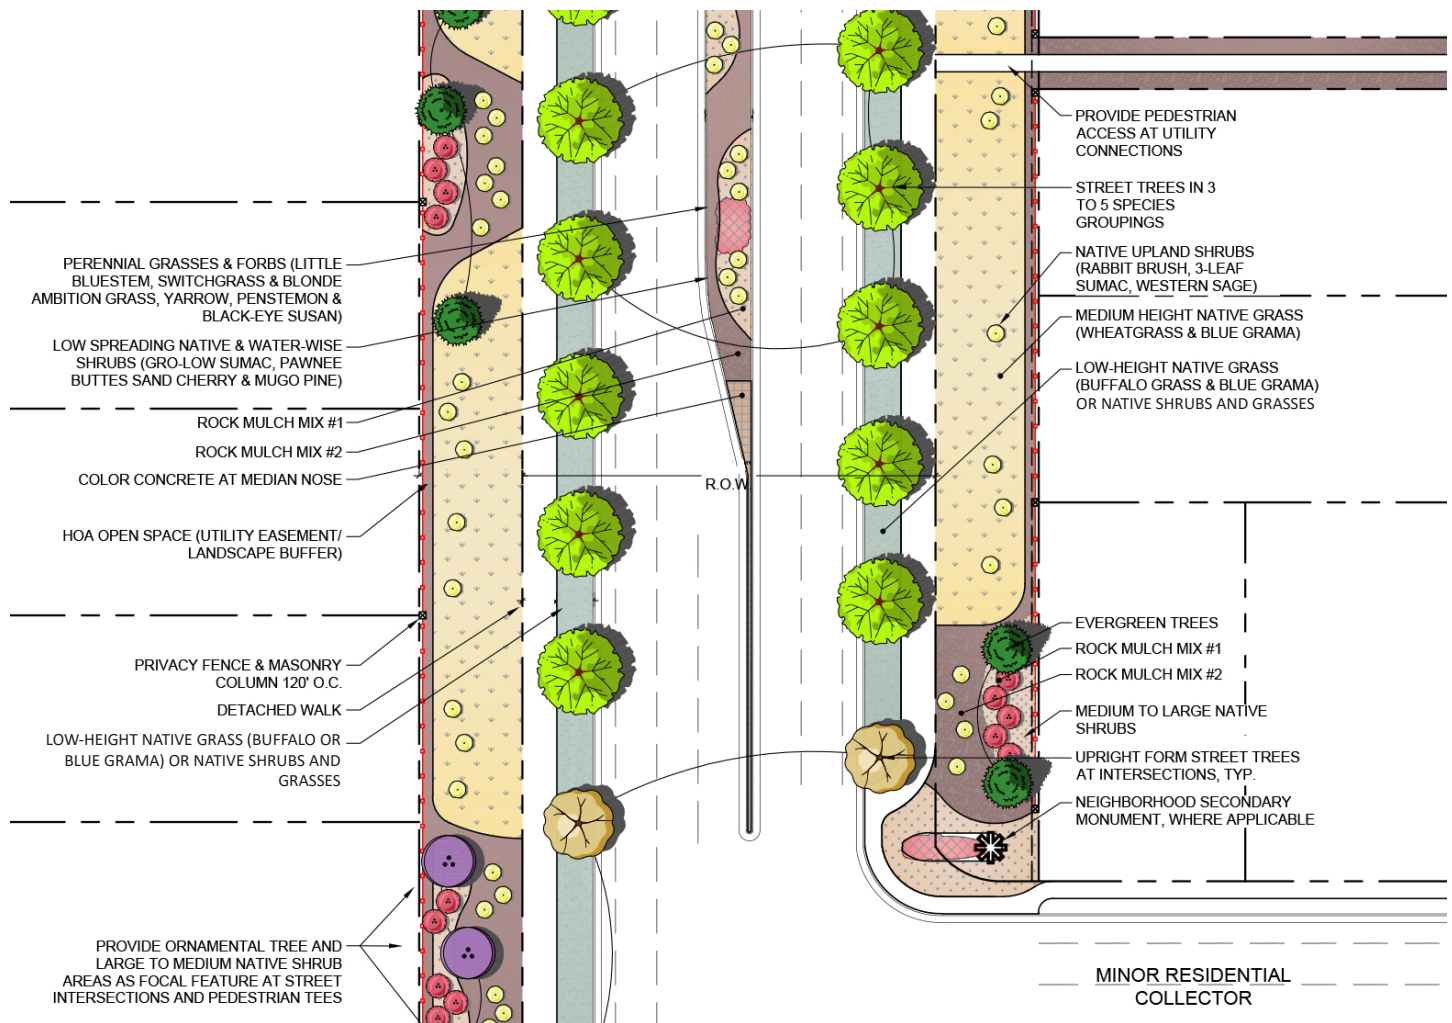 PERENNIAL GRASSES & FORBS (LITTLE
BLUESTEM, SWITCHGRASS & BLONDE
AMBITION GRASS, YARROW, PENSTEMON &
BLACK-EYE SUSAN)
LOW SPREADING NATIVE & WATER-WISE
SHRUBS (GRO-LOW SUMAC, PAWNEE
BUTTES SAND CHERRY & MUGO PINE)
ROCK MULCH MIX #1
ROCK MULCH MIX #2
COLOR CONCRETE AT MEDIAN NOSE
HOA OPEN SPACE (UTILITY EASEMENT/
LANDSCAPE BUFFER)
PRIVACY FENCE & MASONRY
COLUMN 120' O.C.
DETACHED WALK
LOW-HEIGHT NATIVE GRASS (BUFFALO OR
BLUE GRAMA) OR NATIVE SHRUBS AND
GRASSES
PROVIDE ORNAMENTAL TREE AND
LARGE TO MEDIUM NATIVE SHRUB
AREAS AS FOCAL FEATURE AT STREET
INTERSECTIONS AND PEDESTRIAN TEES
R.O.W
PROVIDE PEDESTRIAN
ACCESS AT UTILITY
CONNECTIONS
STREET TREES IN 3
TO 5 SPECIES
GROUPINGS
NATIVE UPLAND SHRUBS
(RABBIT BRUSH, 3-LEAF
SUMAC, WESTERN SAGE)
MEDIUM HEIGHT NATIVE GRASS
(WHEATGRASS & BLUE GRAMA)
LOW-HEIGHT NATIVE GRASS
(BUFFALO GRASS & BLUE GRAMA)
OR NATIVE SHRUBS AND GRASSES
EVERGREEN TREES
ROCK MULCH MIX #1
ROCK MULCH MIX #2
MEDIUM TO LARGE NATIVE
SHRUBS
UPRIGHT FORM STREET TREES
AT INTERSECTIONS, TYP.
NEIGHBORHOOD SECONDARY
MONUMENT, WHERE APPLICABLE
MINOR RESIDENTIAL
COLLECTOR